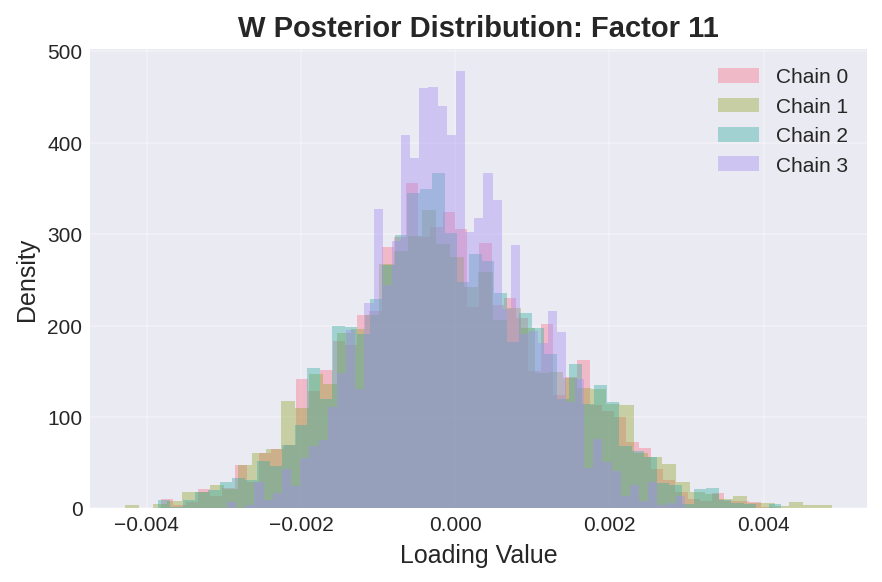 W Posterior Distribution: Factor 11
500
400
300
200
100
0
Density
Chain 0
Chain 1
Chain 2
Chain 3
−0.004
−0.002
0.000
0.002
0.004
Loading Value